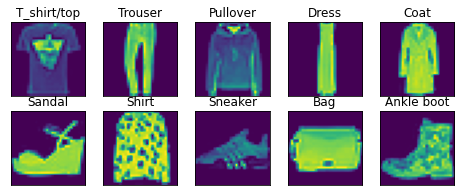 T_shirt/top Trouser Pullover Dress Coat
Sandal Shirt Sneaker Bag Ankle boot